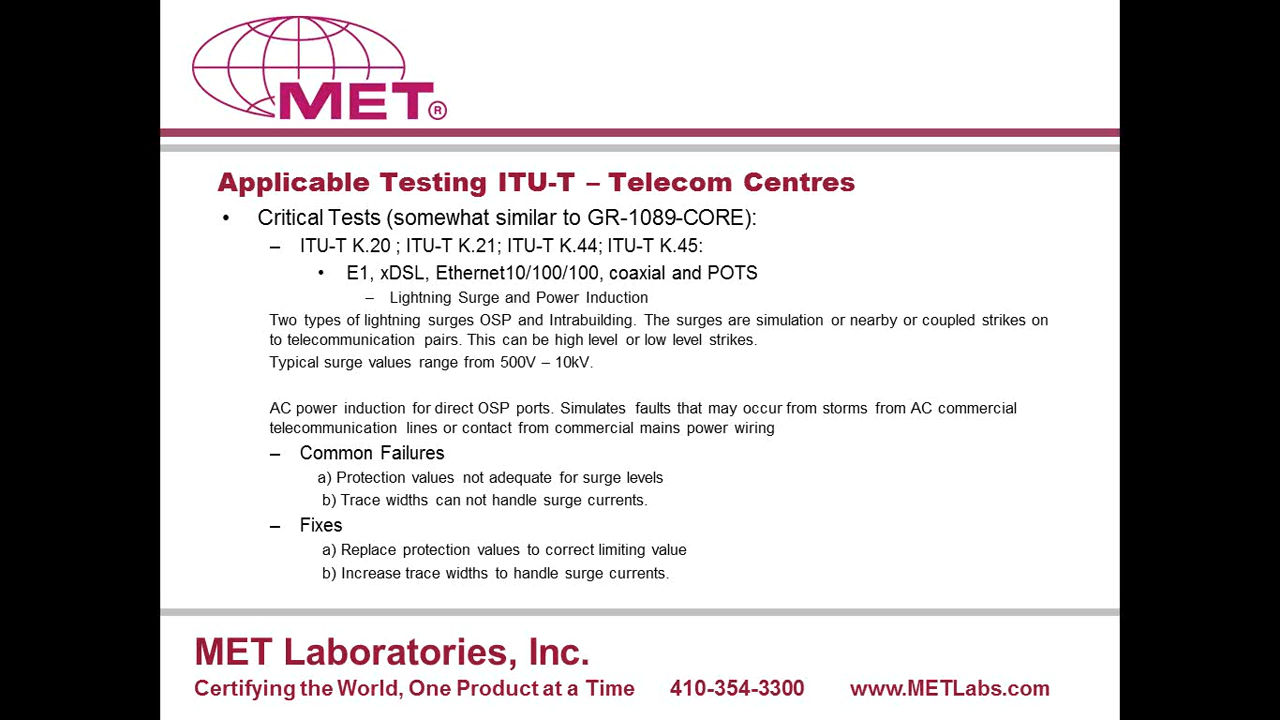 MET®
Applicable Testing ITU-T – Telecom Centres
• Critical Tests (somewhat similar to GR-1089-CORE):
– ITU-T K.20 ; ITU-T K.21; ITU-T K.44; ITU-T K.45:
• E1, xDSL, Ethernet10/100/100, coaxial and POTS
– Lightning Surge and Power Induction
Two types of lightning surges OSP and Intrabuilding. The surges are simulation or nearby or coupled strikes on
to telecommunication pairs. This can be high level or low level strikes.
Typical surge values range from 500V – 10kV.
AC power induction for direct OSP ports. Simulates faults that may occur from storms from AC commercial
telecommunication lines or contact from commercial mains power wiring
– Common Failures
a) Protection values not adequate for surge levels
b) Trace widths can not handle surge currents.
– Fixes
a) Replace protection values to correct limiting value
b) Increase trace widths to handle surge currents.
MET Laboratories, Inc.
Certifying the World, One Product at a Time 410-354-3300 www.METLabs.com